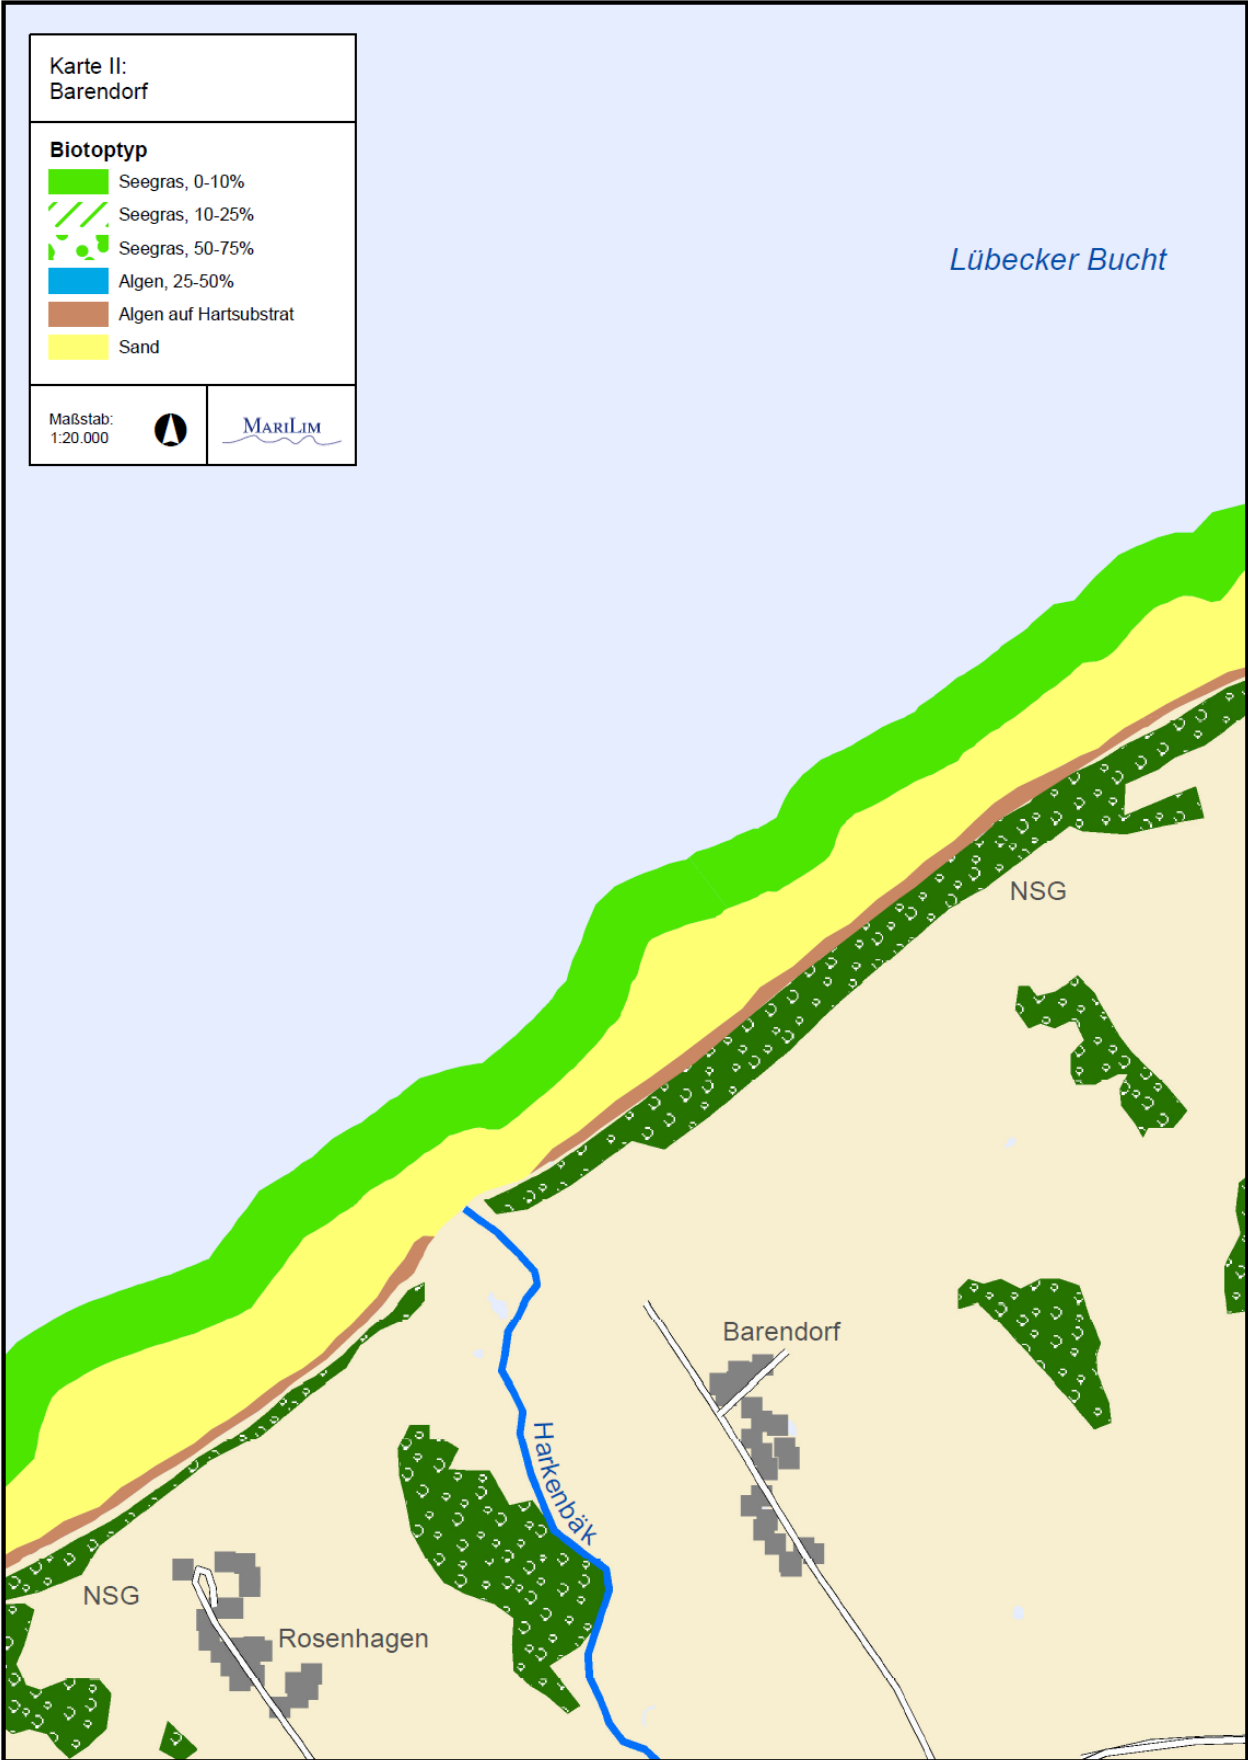 Karte II:
Barendorf
Biotoptyp
Seegras, 0-10%
Seegras, 10-25%
Seegras, 50-75%
Algen, 25-50%
Algen auf Hartsubstrat
Sand
Maßstab:
1:20.000
MARILIM
Lübecker Bucht
NSG
Barendorf
Harkenbäk
NSG
Rosenhagen